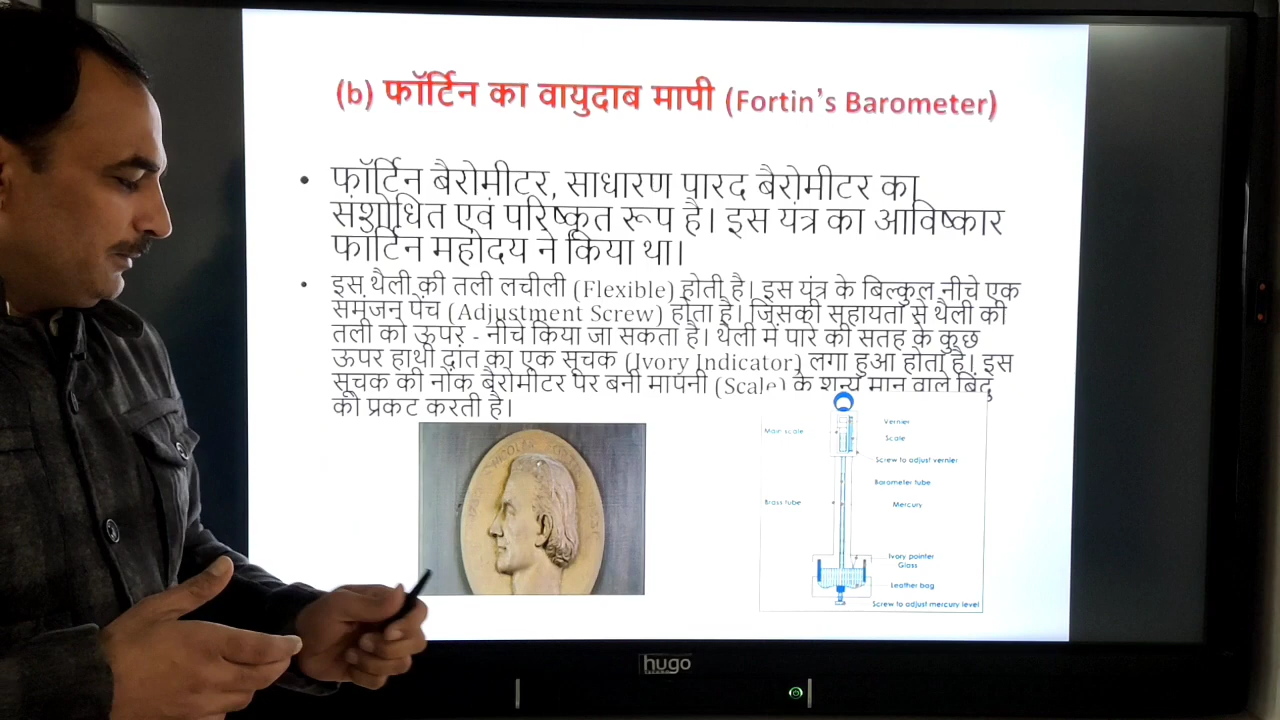 (b) फॉर्टिन का वायुदाब मापी (Fortin's Barometer)
• फॉर्टिन बैरोमीटर, साधारण पारद बैरोमीटर का
संशोधित एवं परिष्कृत रूप है। इस यंत्र का आविष्कार
फॉर्टिन महोदय ने किया था।
• इस थैली की तली लचीली (Flexible) होती है। इस यंत्र के बिल्कुल नीचे एक
समंजन पेंच (Adjustment Screw) होता है। जिसकी सहायता से थैली की
तली को ऊपर - नीचे किया जा सकता है। थैली में पारे की सतह के कुछ
ऊपर हाथी दांत का एक सूचक (Ivory Indicator) लगा हुआ होता है। इस
सूचक की नोंक बैरोमीटर पर बनी मापनी (Scale) के शून्य मान वाले बिंदु
को प्रकट करती है।
Main scale
Vernier
Scale
Screw to adjust vernier
Barometer tube
Brass tube
Mercury
Ivory pointer
Glass
Leather bag
Screw to adjust mercury level
hugo